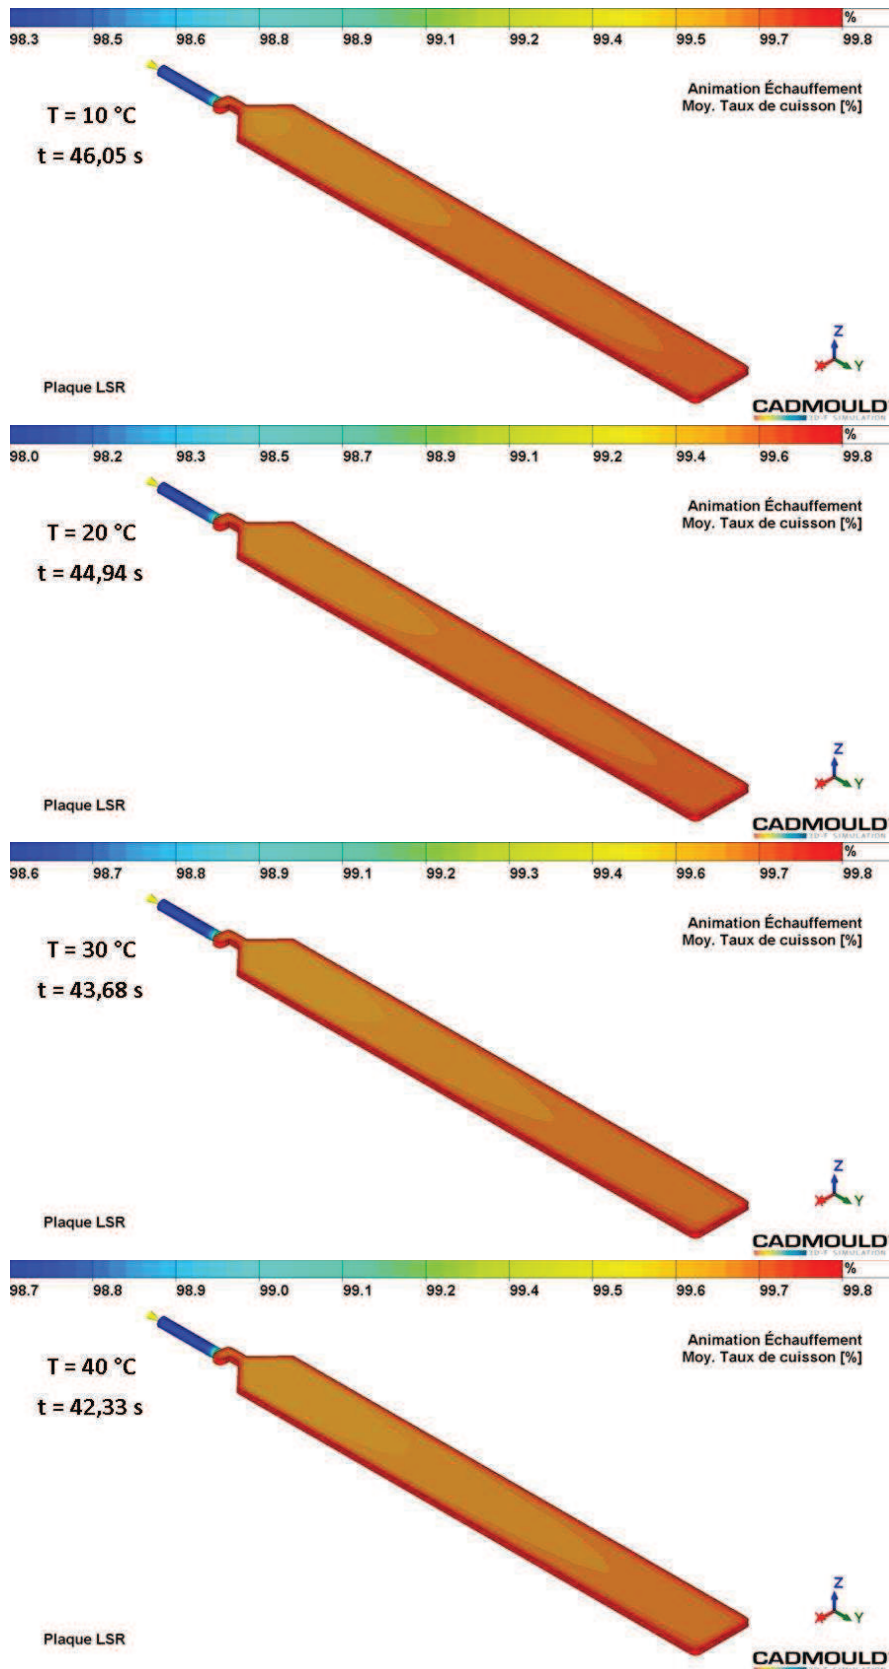 %
98.3 98.5 98.6 98.8 98.9 99.1 99.2 99.4 99.5 99.7 99.8
Animation Échauffement
Moy. Taux de cuisson [%]
T = 10 °C
t = 46,05 s
Z
X Y
Plaque LSR
CADMOULD
3D-F SIMULATION
%
98.0 98.2 98.3 98.5 98.7 98.9 99.1 99.2 99.4 99.6 99.8
Animation Échauffement
Moy. Taux de cuisson [%]
T = 20 °C
t = 44,94 s
Z
X Y
Plaque LSR
CADMOULD
3D-F SIMULATION
%
98.6 98.7 98.8 98.9 99.1 99.2 99.3 99.4 99.6 99.7 99.8
Animation Échauffement
Moy. Taux de cuisson [%]
T = 30 °C
t = 43,68 s
Z
X Y
Plaque LSR
CADMOULD
3D-F SIMULATION
%
98.7 98.8 98.9 99.0 99.1 99.2 99.4 99.5 99.6 99.7 99.8
Animation Échauffement
Moy. Taux de cuisson [%]
T = 40 °C
t = 42,33 s
Z
X Y
Plaque LSR
CADMOULD